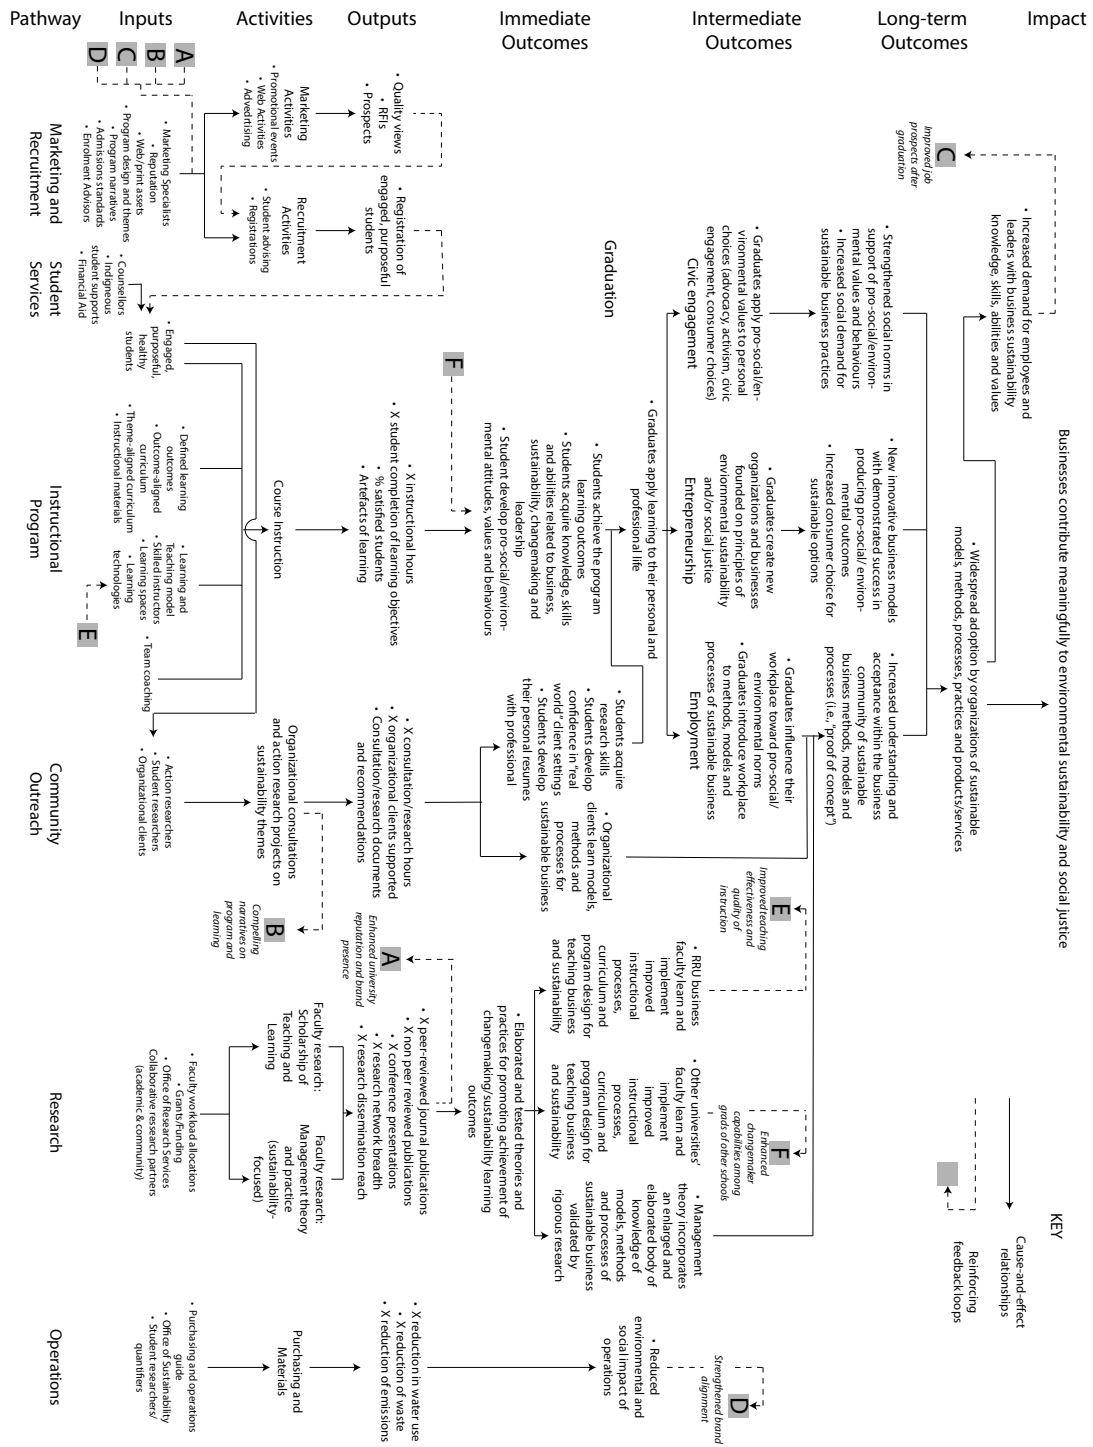 Pathway
Inputs
Activities
Outputs
Immediate
Outcomes
Intermediate
Outcomes
Long-term
Outcomes
Impact
A
B
C
D
Marketing and
Recruitment
• Marketing Specialists
• Reputation
• Web/print assets
• Program design and themes
• Program narratives
• Admissions standards
• Enrolment Advisors
Marketing
Activities
• Promotional events
• Web Activities
• Advedrtising
• Quality views
• RFIs
• Prospects
Recruitment
Activities
• Student advising
• Registrations
• Registration of
engaged, purposeful
students
Student
Services
• Counsellors
• Indigneous
student supports
• Financial Aid
• Engaged,
purposeful,
healthy
students
Instructional
Program
• Defined learning
outcomes
• Outcome-aligned
curriculum
• Theme-aligned curriculum
• Instructional materials
• Learning and
Teaching model
• Skilled instructors
• Learning spaces
• Learning
technologies
E
• Team coaching
Course Instruction
• X instructional hours
• X student completion of learning objectives
• % satisfied students
• Artefacts of learning
F
• Students achieve the program
learning outcomes
• Students acquire knowledge, skills
and abilities related to business,
sustainability, changemaking and
leadership
• Student develop pro-social/environ-
mental attitudes, values and behaviours
Graduation
• Graduates apply learning to their personal and
professional life
• Graduates apply pro-social/en-
vironmental values to personal
choices (advocacy, activism, civic
engagement, consumer choices)
Civic engagement
• Graduates create new
organizations and businesses
founded on principles of
enviornmental sustainability
and/or social justice
Entrepreneurship
• Graduates influence their
workplace toward pro-social/
environmental norms
• Graduates introduce workplace
to methods, models and
processes of sustainable business
Employment
• Strengthened social norms in
support of pro-social/environ-
mental values and behaviours
• Increased social demand for
sustainable business practices
• New innovative business models
with demonstrated success in
producing pro-social/ environ-
mental outcomes
• Increased consumer choice for
sustainable options
• Increased understanding and
acceptance within the business
community of sustainable
business methods, models and
processes (i.e., "proof of concept")
• Widespread adoption by organizations of sustainable
models, methods, processes, practices and products/services
• Increased demand for employees and
leaders with business sustainability
knowledge, skills, abilities and values
C
Improved job
prospects after
graduation
Businesses contribute meaningfully to environmental sustainability and social justice
Community
Outreach
• Action researchers
• Student researchers
• Organizational clients
Organizational consultations
and action research projects on
sustainability themes
B
Compelling
narratives on
program and
learning
• X consultation/research hours
• X organizational clients supported
• Consultation/research documents
and recommendations
• Students acquire
research skills
• Students develop
confidence in "real
world" client settings
• Students develop
their personal resumes
with professional
• Organizational
clients learn models,
methods and
processes for
sustainable business
Research
• Faculty workload allocations
• Grants/Funding
• Office of Research Services
Collaborative research partners
(academic & community)
Faculty research:
Scholarship of
Teaching and
Learning
Faculty research:
Management theory
and practice
(sustainability-
focused)
A
Enhanced university
reputation and brand
presence
• X peer-reviewed journal publications
• X non peer reviewed publications
• X conference presentations
• X research network breadth
• X research dissemination reach
• Elaborated and tested theories and
practices for promoting achievement of
changemaking/sustainability learning
outcomes
• RRU business
faculty learn and
implement
improved
instructional
processes,
curriculum and
program design for
teaching business
and sustainability
E
Improved teaching
effectiveness and
quality of
instruction
• Other universities'
faculty learn and
implement
improved
instructional
processes,
curriculum and
program design for
teaching business
and sustainability
F
Enhanced
changemaker
capabilities among
grads of other schools
• Management
theory incorporates
an enlarged and
elaborated body of
knowledge of
models, methods
and processes of
sustainable business
validated by
rigorous research
Operations
• Purchasing and operations
guide
• Office of Sustainability
• Student researchers/
quantifiers
Purchasing and
Materials
• X reduction in water use
• X reduction of waste
• X reduction of emissions
• Reduced
environmental and
social impact of
operations
D
Strengthened brand
alignment
KEY
Cause-and-effect
relationships
Reinforcing
feedback loops